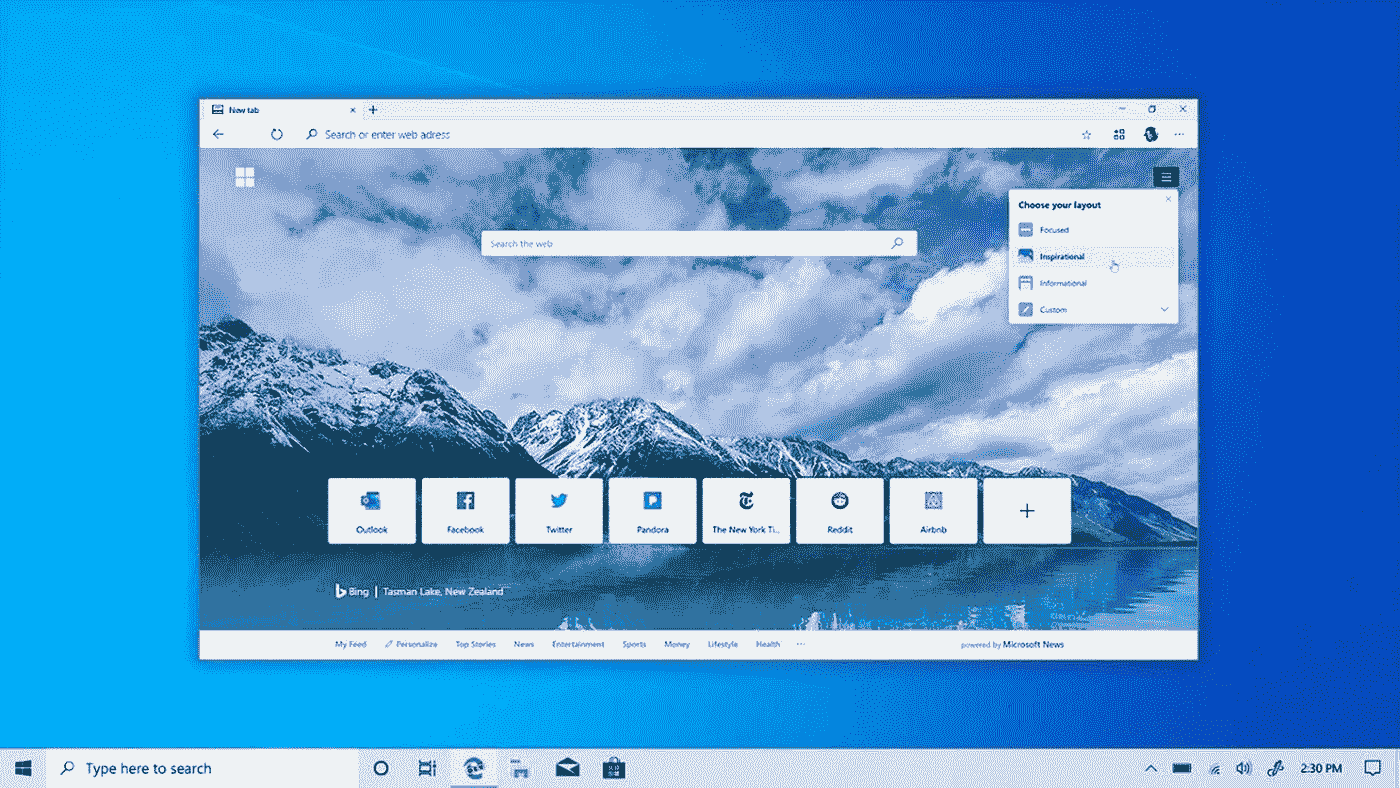 New tab
Search or enter web adress
Choose your layout
Focused
Search the web
Inspirational
Informational
Custom
Outlook Facebook Twitter Pandora The New York Ti... Reddit Airbnb
Bing | Tasman Lake, New Zealand
My Feed Personalize Top Stories News Entertainment Sports Money Lifestyle Health ... powered by Microsoft News
Type here to search 2:30 PM